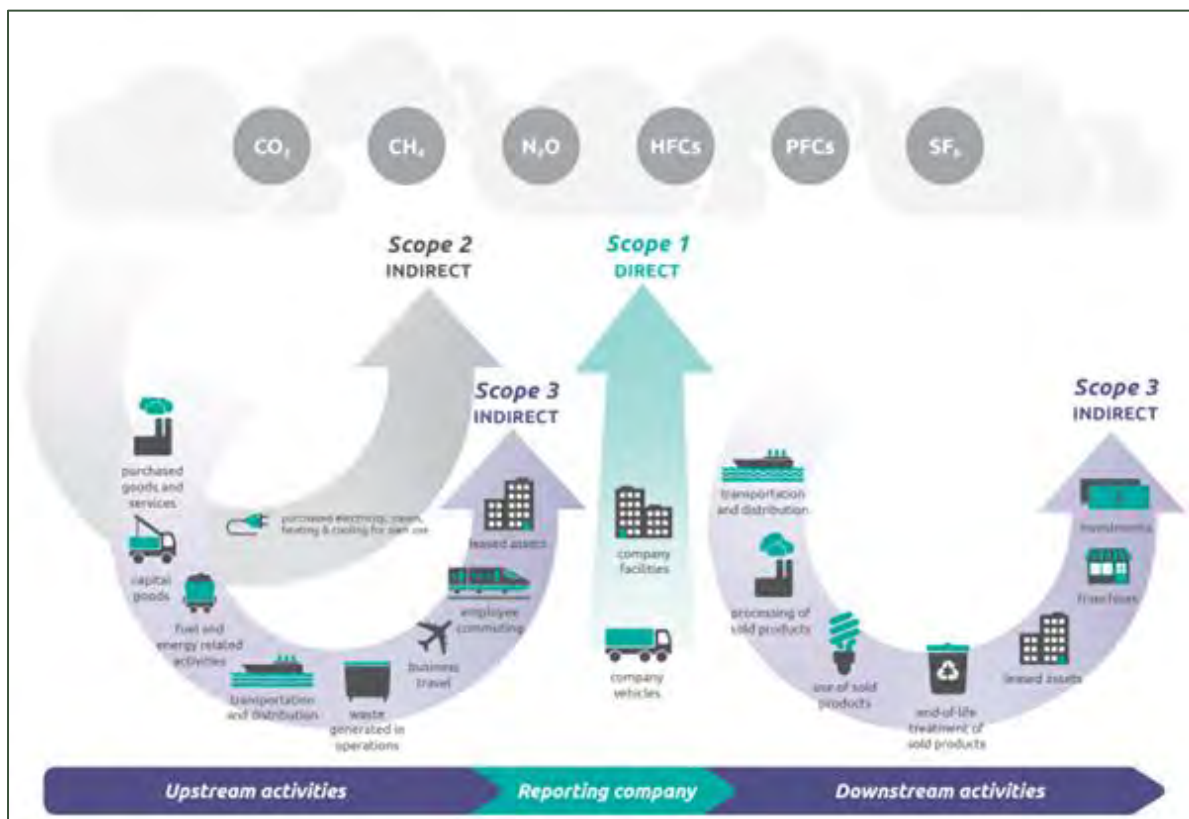 CO₂ CH₄ N₂O HFCs PFCs SF₆
Scope 2
INDIRECT
Scope 1
DIRECT
Scope 3
INDIRECT
Scope 3
INDIRECT
purchased
goods and
services
capital
goods
fuel and
energy related
activities
transportation
and distribution
waste
generated in
operations
business
travel
employee
commuting
leased assets
purchased electricity, steam,
heating & cooling for own use
company
facilities
company
vehicles
transportation
and distribution
processing of
sold products
use of sold
products
end-of-life
treatment of
sold products
leased assets
franchises
investments
Upstream activities
Reporting company
Downstream activities